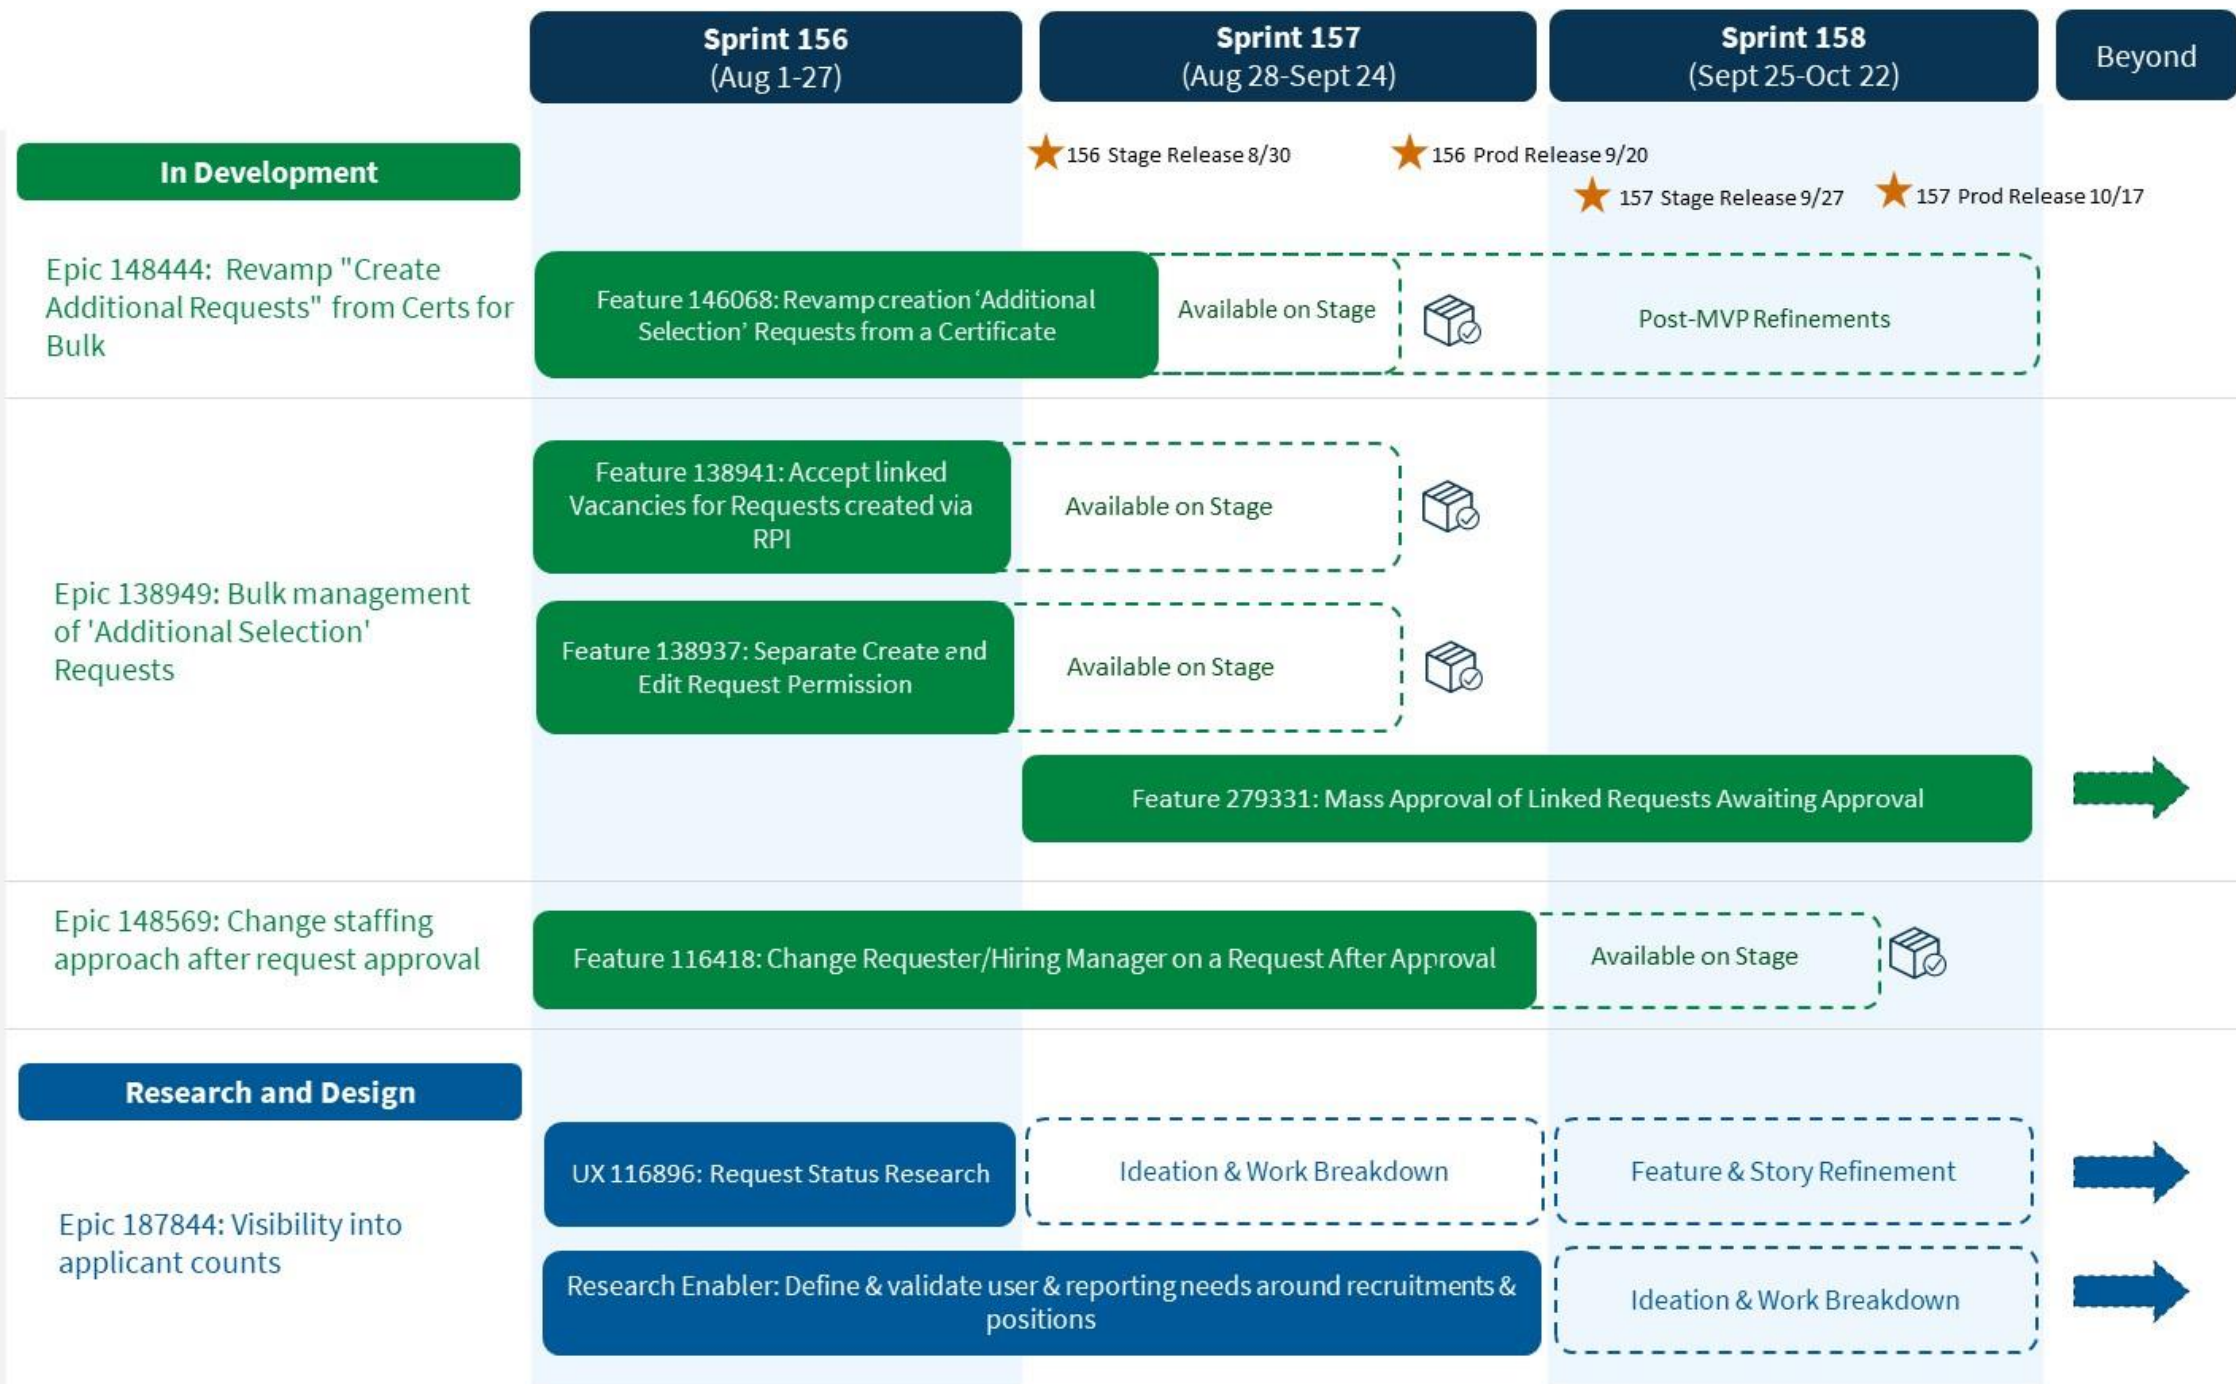 Sprint 156
(Aug 1-27)
Sprint 157
(Aug 28-Sept 24)
Sprint 158
(Sept 25-Oct 22)
Beyond
In Development
156 Stage Release 8/30
156 Prod Release 9/20
157 Stage Release 9/27
157 Prod Release 10/17
Epic 148444: Revamp "Create
Additional Requests" from Certs for
Bulk
Feature 146068: Revamp creation ‘Additional
Selection’ Requests from a Certificate
Available on Stage
Post-MVP Refinements
Epic 138949: Bulk management
of 'Additional Selection'
Requests
Feature 138941: Accept linked
Vacancies for Requests created via
RPI
Available on Stage
Feature 138937: Separate Create and
Edit Request Permission
Available on Stage
Feature 279331: Mass Approval of Linked Requests Awaiting Approval
Epic 148569: Change staffing
approach after request approval
Feature 116418: Change Requester/Hiring Manager on a Request After Approval
Available on Stage
Research and Design
Epic 187844: Visibility into
applicant counts
UX 116896: Request Status Research
Ideation & Work Breakdown
Feature & Story Refinement
Research Enabler: Define & validate user & reporting needs around recruitments &
positions
Ideation & Work Breakdown